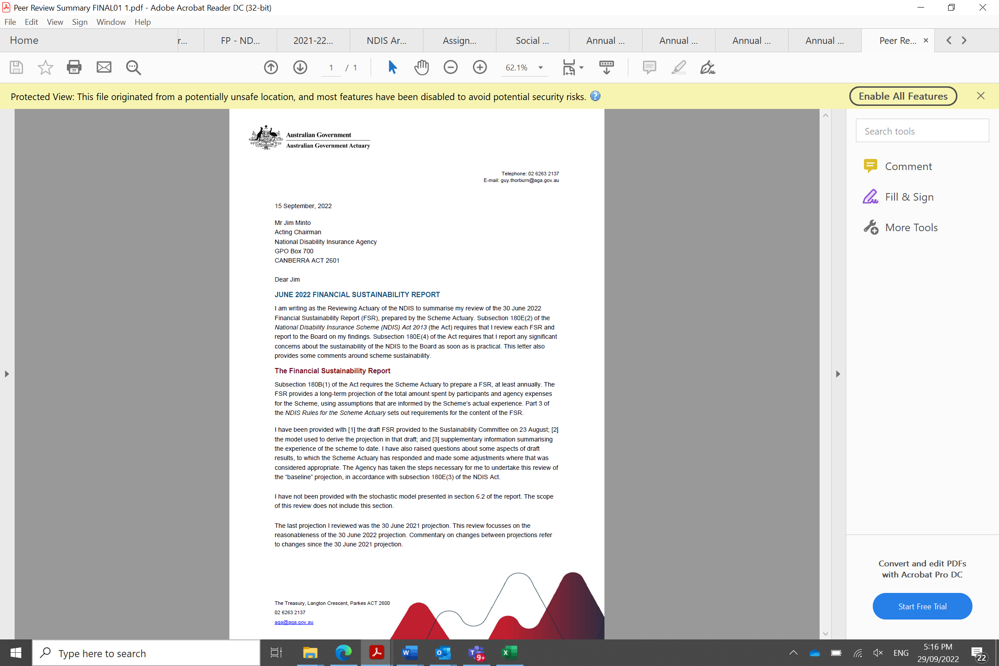 Peer Review Summary FINAL01 1.pdf - Adobe Acrobat Reader DC (32-bit)
File Edit View Sign Window Help
Home r... FP - ND... 2021-22... NDIS Ar... Assign... Social ... Annual ... Annual ... Annual ... Annual ... Peer Re...
1 / 1 62.1%
Protected View: This file originated from a potentially unsafe location, and most features have been disabled to avoid potential security risks.
Enable All Features
Australian Government
Australian Government Actuary
Telephone: 02 6263 2137
E-mail: guy.thorburn@aga.gov.au
15 September, 2022
Mr Jim Minto
Acting Chairman
National Disability Insurance Agency
GPO Box 700
CANBERRA ACT 2601
Dear Jim
JUNE 2022 FINANCIAL SUSTAINABILITY REPORT
I am writing as the Reviewing Actuary of the NDIS to summarise my review of the 30 June 2022
Financial Sustainability Report (FSR), prepared by the Scheme Actuary. Subsection 180E(2) of the
National Disability Insurance Scheme (NDIS) Act 2013 (the Act) requires that I review each FSR and
report to the Board on my findings. Subsection 180E(4) of the Act requires that I report any significant
concerns about the sustainability of the NDIS to the Board as soon as is practical. This letter also
provides some comments around scheme sustainability.
The Financial Sustainability Report
Subsection 180B(1) of the Act requires the Scheme Actuary to prepare a FSR, at least annually. The
FSR provides a long-term projection of the total amount spent by participants and agency expenses
for the Scheme, using assumptions that are informed by the Scheme's actual experience. Part 3 of
the NDIS Rules for the Scheme Actuary sets out requirements for the content of the FSR.
I have been provided with [1] the draft FSR provided to the Sustainability Committee on 23 August; [2]
the model used to derive the projection in that draft; and [3] supplementary information summarising
the experience of the scheme to date. I have also raised questions about some aspects of draft
results, to which the Scheme Actuary has responded and made some adjustments where that was
considered appropriate. The Agency has taken the steps necessary for me to undertake this review of
the “baseline” projection, in accordance with subsection 180E(3) of the NDIS Act.
I have not been provided with the stochastic model presented in section 6.2 of the report. The scope
of this review does not include this section.
The last projection I reviewed was the 30 June 2021 projection. This review focusses on the
reasonableness of the 30 June 2022 projection. Commentary on changes between projections refer
to changes since the 30 June 2021 projection.
The Treasury, Langton Crescent, Parkes ACT 2600
02 6263 2137
aga@aga.gov.au
Search tools
Comment
Fill & Sign
More Tools
Convert and edit PDFs
with Acrobat Pro DC
Start Free Trial
Type here to search
W O T 9+ X
ENG
5:16 PM
29/09/2022
22